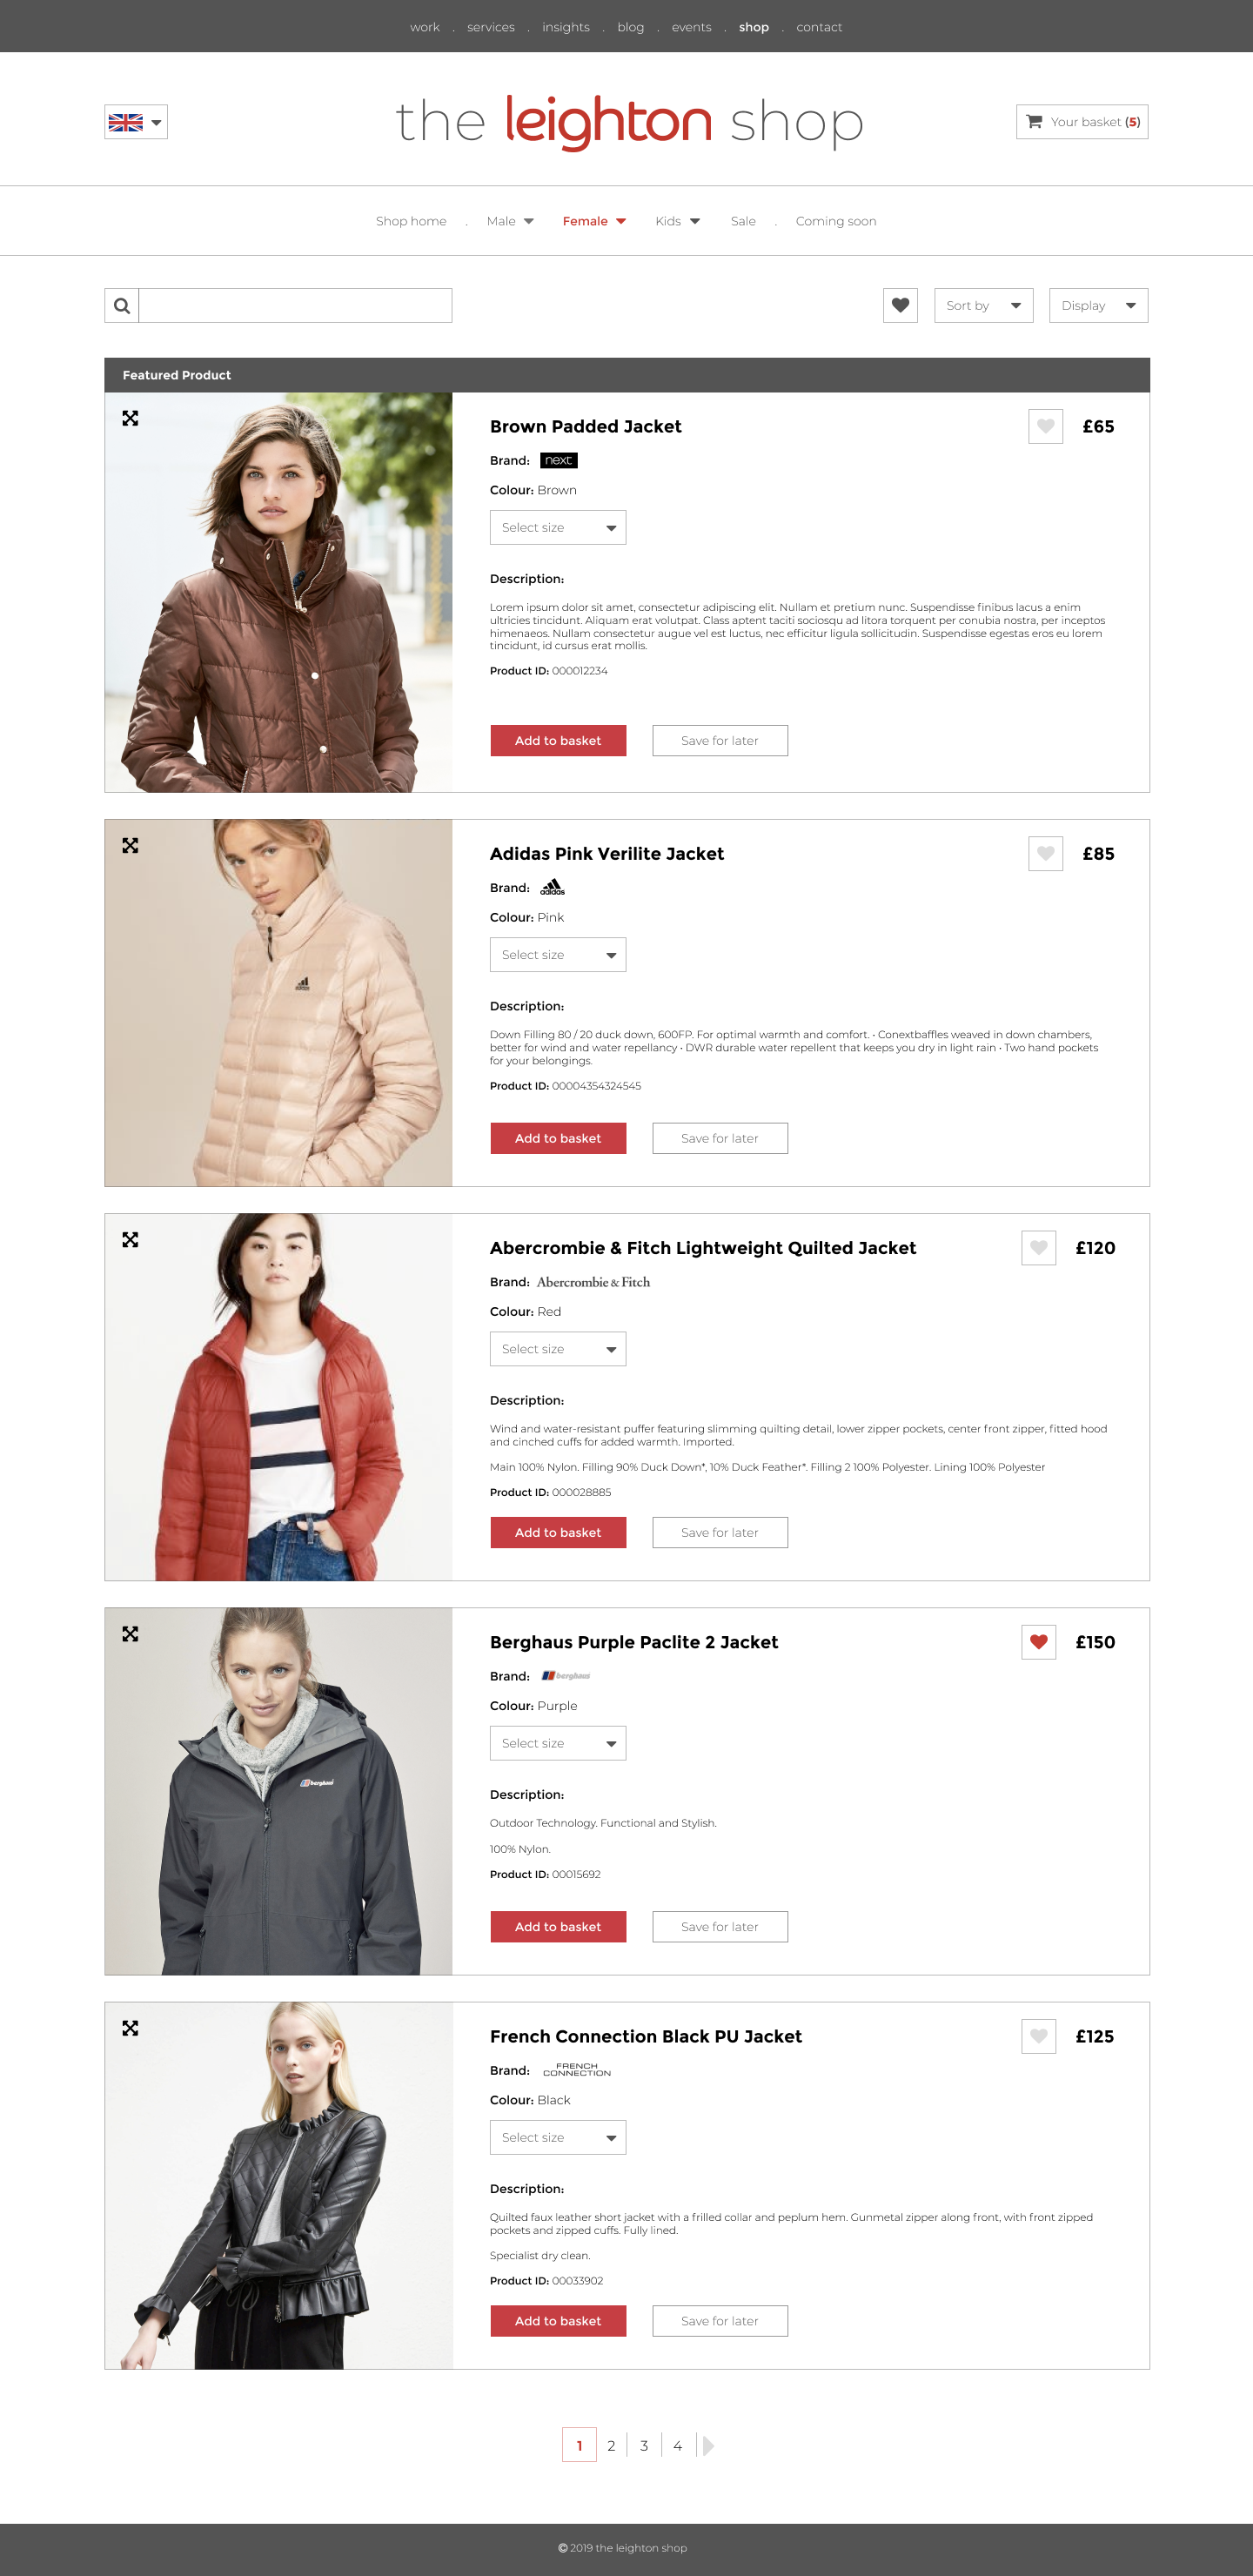 work . services . insights . blog . events . shop . contact
the leighton shop
Your basket (5)
Shop home . Male Female Kids Sale . Coming soon
Sort by
Display
Featured Product
Brown Padded Jacket
£65
Brand: next
Colour: Brown
Select size
Description:
Lorem ipsum dolor sit amet, consectetur adipiscing elit. Nullam et pretium nunc. Suspendisse finibus lacus a enim
ultricies tincidunt. Aliquam erat volutpat. Class aptent taciti sociosqu ad litora torquent per conubia nostra, per inceptos
himenaeos. Nullam consectetur augue vel est luctus, nec efficitur ligula sollicitudin. Suspendisse egestas eros eu lorem
tincidunt, id cursus erat mollis.
Product ID: 000012234
Add to basket
Save for later
Adidas Pink Verilite Jacket
£85
Brand: adidas
Colour: Pink
Select size
Description:
Down Filling 80 / 20 duck down, 600FP. For optimal warmth and comfort. • Conextbaffles weaved in down chambers,
better for wind and water repellancy • DWR durable water repellent that keeps you dry in light rain • Two hand pockets
for your belongings.
Product ID: 00004354324545
Add to basket
Save for later
Abercrombie & Fitch Lightweight Quilted Jacket
£120
Brand: Abercrombie & Fitch
Colour: Red
Select size
Description:
Wind and water-resistant puffer featuring slimming quilting detail, lower zipper pockets, center front zipper, fitted hood
and cinched cuffs for added warmth. Imported.
Main 100% Nylon. Filling 90% Duck Down*, 10% Duck Feather*. Filling 2 100% Polyester. Lining 100% Polyester
Product ID: 000028885
Add to basket
Save for later
Berghaus Purple Paclite 2 Jacket
£150
Brand: berghaus
Colour: Purple
Select size
berghaus
Description:
Outdoor Technology. Functional and Stylish.
100% Nylon.
Product ID: 00015692
Add to basket
Save for later
French Connection Black PU Jacket
£125
Brand: FRENCH
CONNECTION
Colour: Black
Select size
Description:
Quilted faux leather short jacket with a frilled collar and peplum hem. Gunmetal zipper along front, with front zipped
pockets and zipped cuffs. Fully lined.
Specialist dry clean.
Product ID: 00033902
Add to basket
Save for later
1 2 3 4
© 2019 the leighton shop